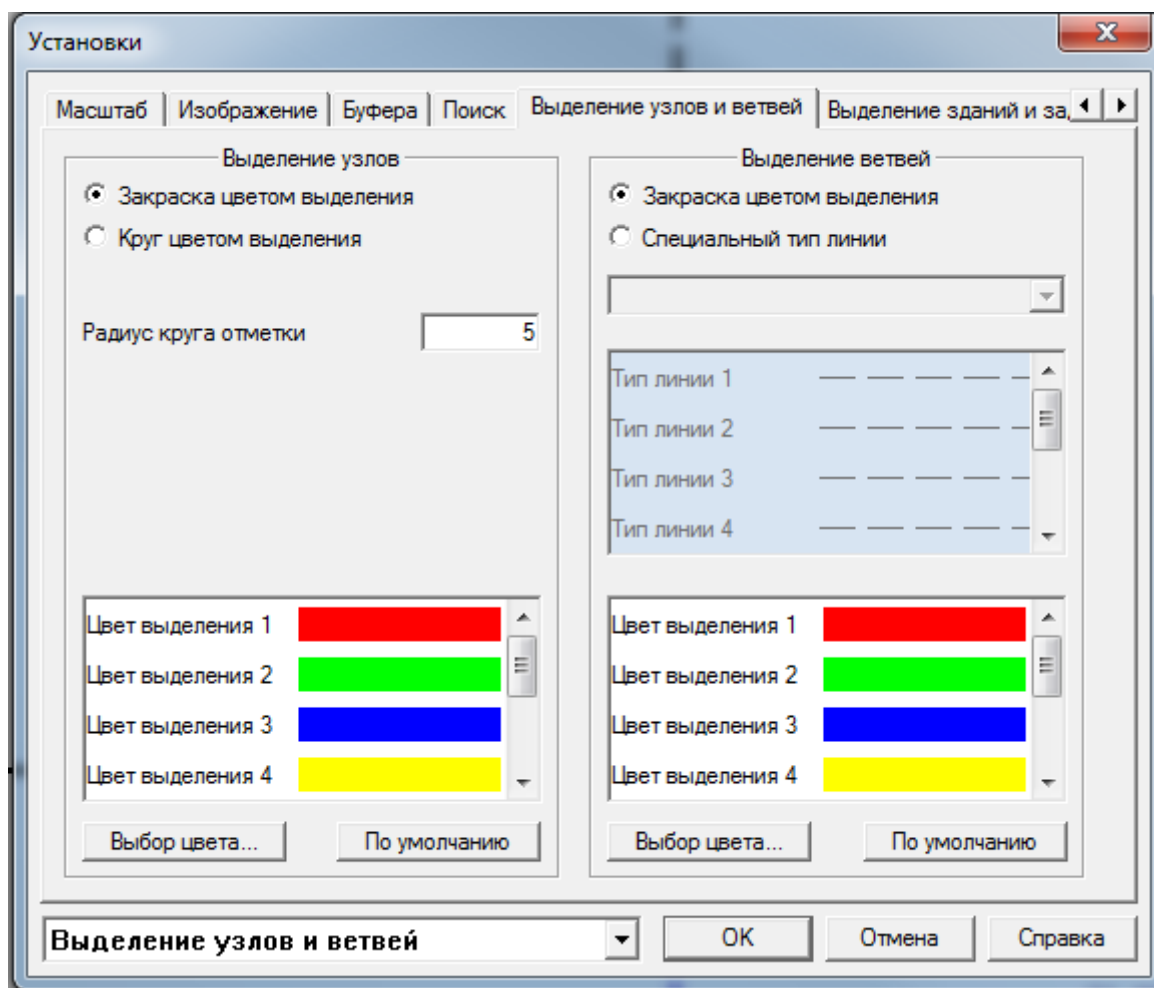 Установки
Масштаб Изображение Буфера Поиск Выделение узлов и ветвей Выделение зданий и за
Выделение узлов
Закраска цветом выделения
Круг цветом выделения
Радиус круга отметки 5
Цвет выделения 1
Цвет выделения 2
Цвет выделения 3
Цвет выделения 4
Выбор цвета... По умолчанию
Выделение ветвей
Закраска цветом выделения
Специальный тип линии
Тип линии 1
Тип линии 2
Тип линии 3
Тип линии 4
Цвет выделения 1
Цвет выделения 2
Цвет выделения 3
Цвет выделения 4
Выбор цвета... По умолчанию
Выделение узлов и ветвей OK Отмена Справка